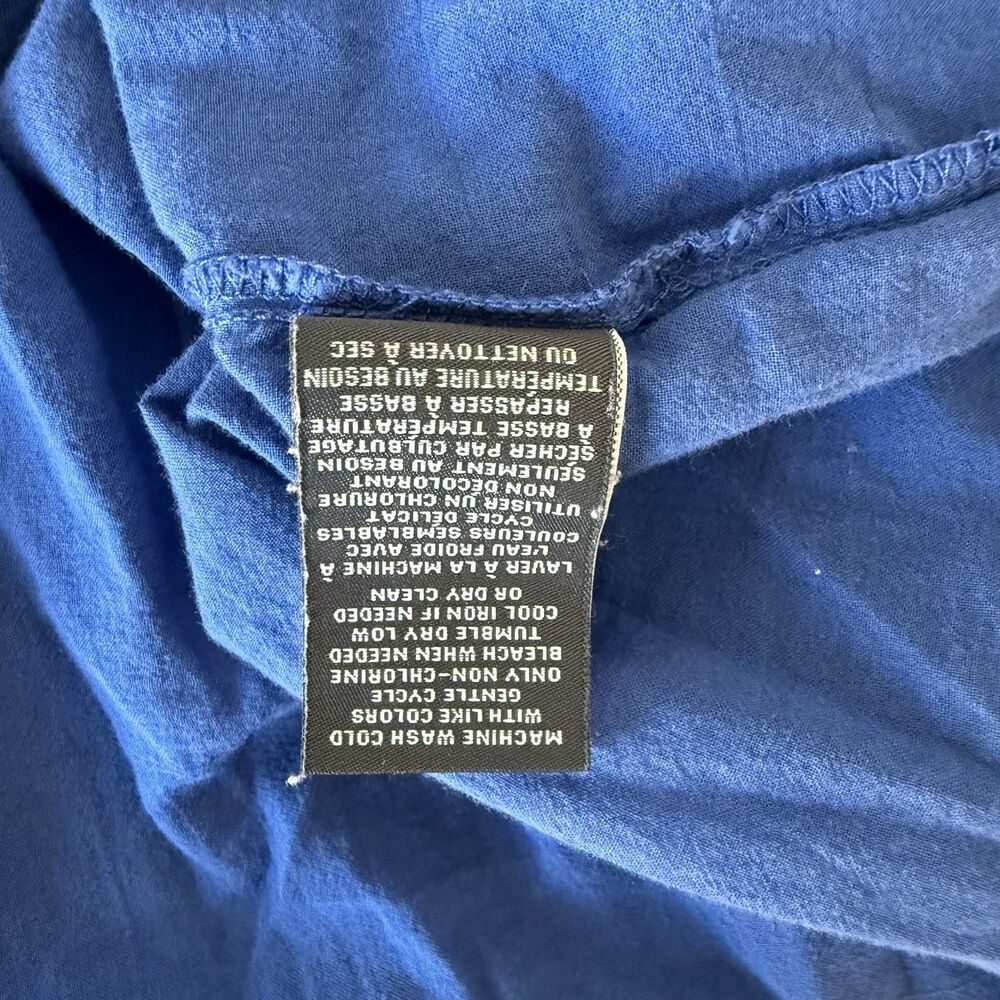 MACHINE WASH COLD
WITH LIKE COLORS
GENTLE CYCLE
ONLY NON-CHLORINE
BLEACH WHEN NEEDED
TUMBLE DRY LOW
COOL IRON IF NEEDED
OR DRY CLEAN
LAVER À LA MACHINE À
L'EAU FROIDE AVEC
COULEURS SEMBLABLES
CYCLE DÉLICAT
UTILISER UN CHLORURE
NON DÉCOLORANT
SEULEMENT AU BESOIN
SÉCHER PAR CULBUTAGE
À BASSE TEMPÉRATURE
REPASSER À BASSE
TEMPÉRATURE AU BESOIN
OU NETTOYER À SEC